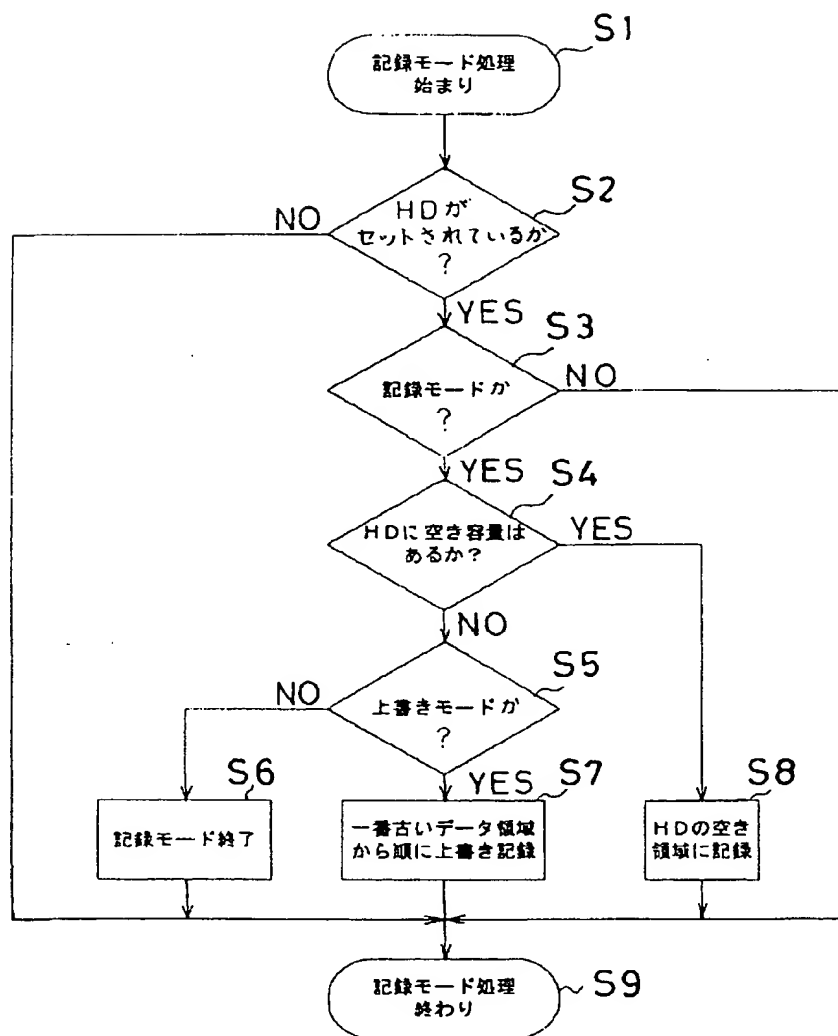 S1
記録モード処理
始まり
S2
HDが
セットされているか
?
NO
YES
S3
記録モードか
?
NO
YES
S4
HDに空き容量は
あるか?
YES
NO
S5
上書きモードか
?
NO
YES
S6
記録モード終了
S7
一番古いデータ領域
から順に上書き記録
S8
HDの空き
領域に記録
記録モード処理
終わり
S9